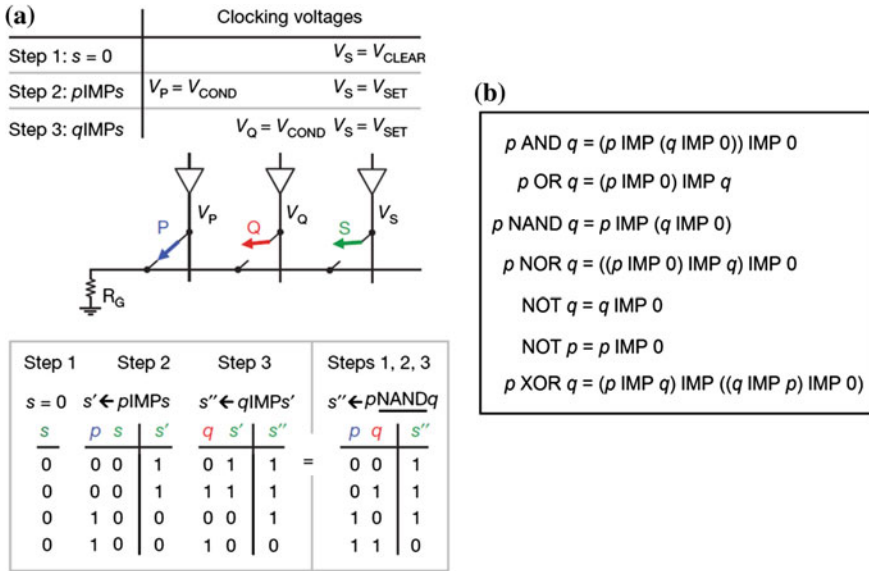 (a)
Clocking voltages
Step 1: s = 0 V_S = V_CLEAR
Step 2: pIMPs V_P = V_COND V_S = V_SET
Step 3: qIMPs V_Q = V_COND V_S = V_SET
P V_P Q V_Q S V_S
R_G
Step 1 Step 2 Step 3 Steps 1, 2, 3
s = 0 s′ ← pIMPs s″ ← qIMPs′ s″ ← pNANDq
s p s s′ q s′ s″ p q s″
0 0 0 1 0 1 1 = 0 0 1
0 0 0 1 1 1 1 0 1 1
0 1 0 0 0 0 1 1 0 1
0 1 0 0 1 0 0 1 1 0
(b)
p AND q = (p IMP (q IMP 0)) IMP 0
p OR q = (p IMP 0) IMP q
p NAND q = p IMP (q IMP 0)
p NOR q = ((p IMP 0) IMP q) IMP 0
NOT q = q IMP 0
NOT p = p IMP 0
p XOR q = (p IMP q) IMP ((q IMP p) IMP 0)